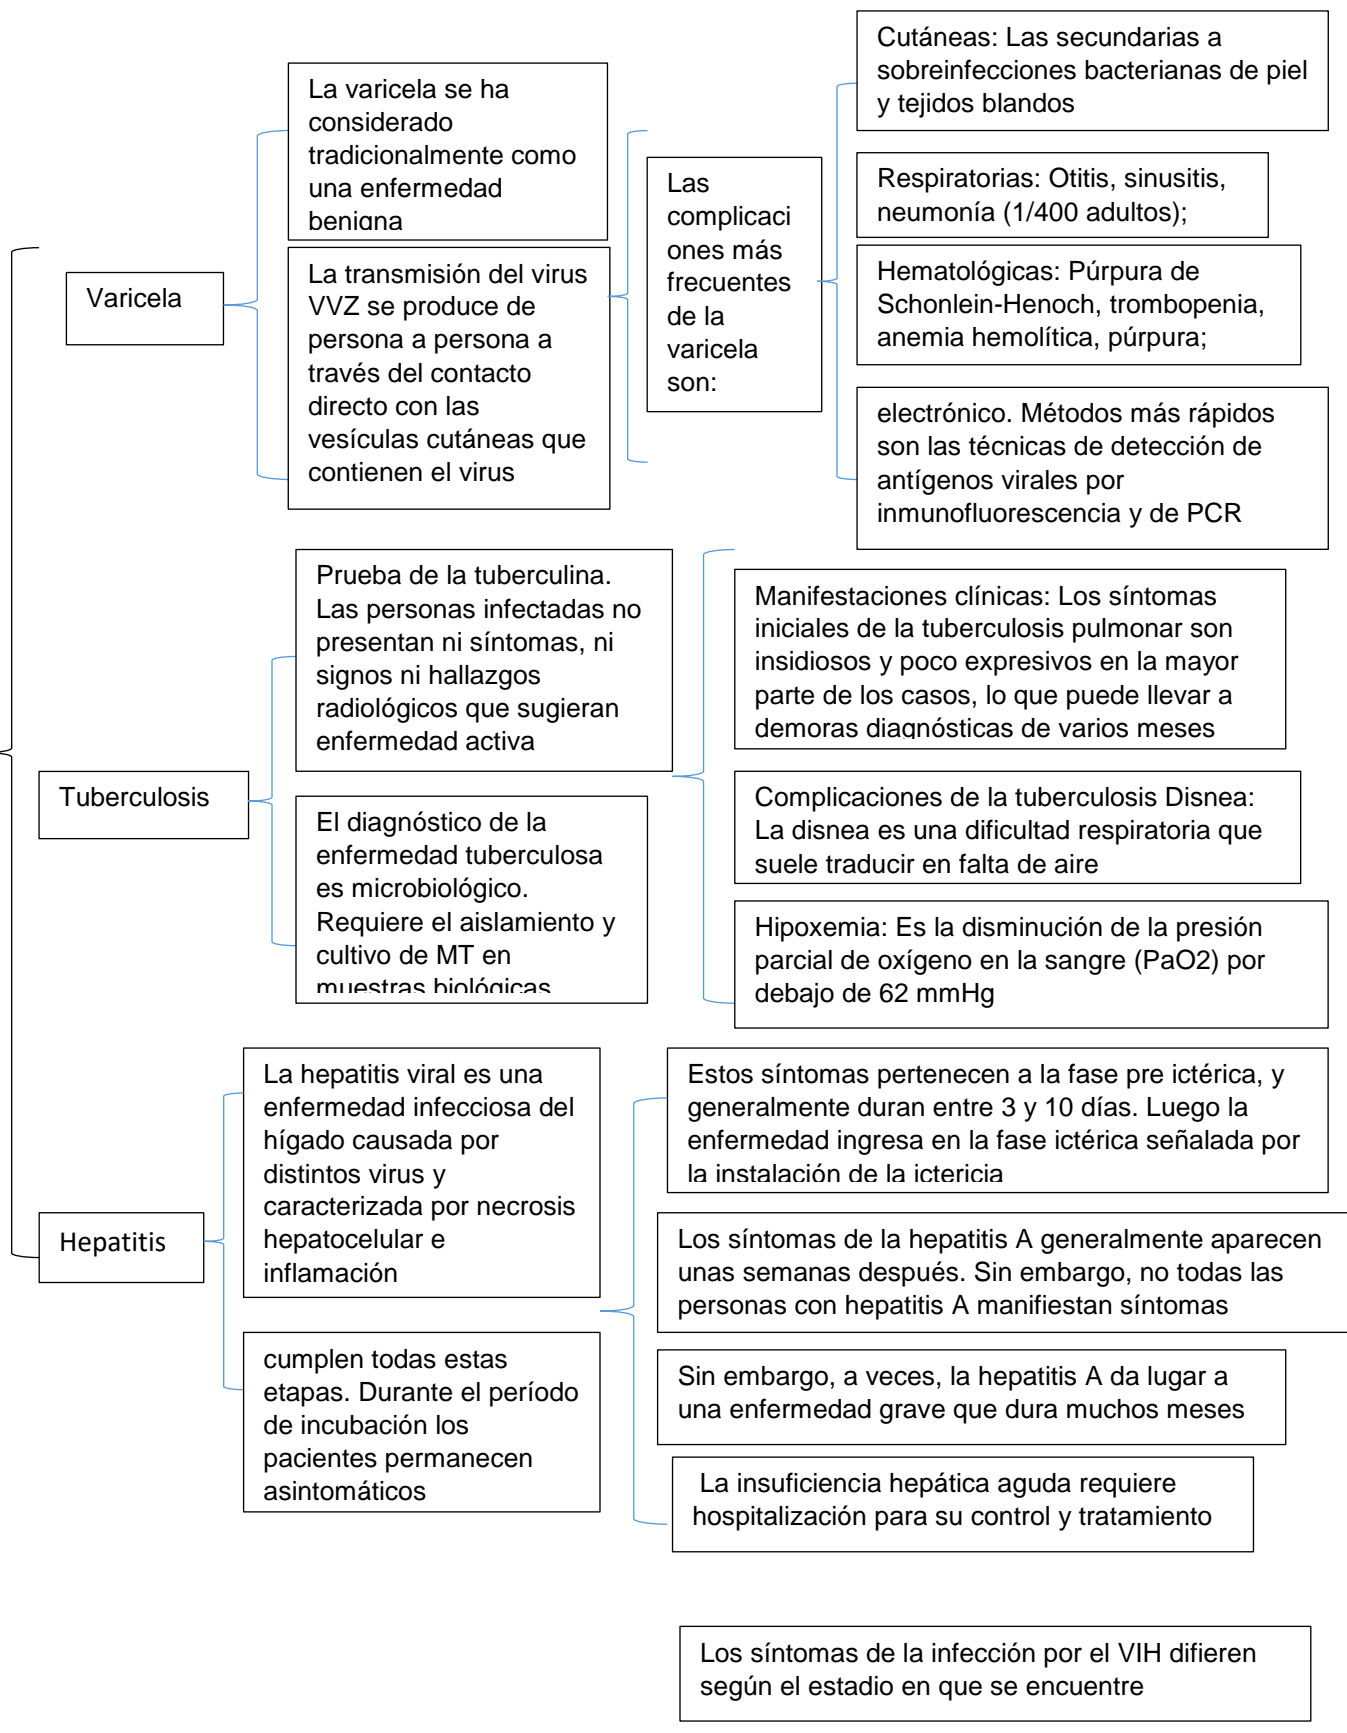 Varicela
La varicela se ha
considerado
tradicionalmente como
una enfermedad
benigna
La transmisión del virus
VVZ se produce de
persona a persona a
través del contacto
directo con las
vesículas cutáneas que
contienen el virus
Las
complicaci
ones más
frecuentes
de la
varicela
son:
Cutáneas: Las secundarias a
sobreinfecciones bacterianas de piel
y tejidos blandos
Respiratorias: Otitis, sinusitis,
neumonía (1/400 adultos);
Hematológicas: Púrpura de
Schonlein-Henoch, trombopenia,
anemia hemolítica, púrpura;
electrónico. Métodos más rápidos
son las técnicas de detección de
antígenos virales por
inmunofluorescencia y de PCR
Tuberculosis
Prueba de la tuberculina.
Las personas infectadas no
presentan ni síntomas, ni
signos ni hallazgos
radiológicos que sugieran
enfermedad activa
El diagnóstico de la
enfermedad tuberculosa
es microbiológico.
Requiere el aislamiento y
cultivo de MT en
muestras biológicas
Manifestaciones clínicas: Los síntomas
iniciales de la tuberculosis pulmonar son
insidiosos y poco expresivos en la mayor
parte de los casos, lo que puede llevar a
demoras diagnósticas de varios meses
Complicaciones de la tuberculosis Disnea:
La disnea es una dificultad respiratoria que
suele traducir en falta de aire
Hipoxemia: Es la disminución de la presión
parcial de oxígeno en la sangre (PaO2) por
debajo de 62 mmHg
Hepatitis
La hepatitis viral es una
enfermedad infecciosa del
hígado causada por
distintos virus y
caracterizada por necrosis
hepatocelular e
inflamación
cumplen todas estas
etapas. Durante el período
de incubación los
pacientes permanecen
asintomáticos
Estos síntomas pertenecen a la fase pre ictérica, y
generalmente duran entre 3 y 10 días. Luego la
enfermedad ingresa en la fase ictérica señalada por
la instalación de la ictericia
Los síntomas de la hepatitis A generalmente aparecen
unas semanas después. Sin embargo, no todas las
personas con hepatitis A manifiestan síntomas
Sin embargo, a veces, la hepatitis A da lugar a
una enfermedad grave que dura muchos meses
La insuficiencia hepática aguda requiere
hospitalización para su control y tratamiento
Los síntomas de la infección por el VIH difieren
según el estadio en que se encuentre